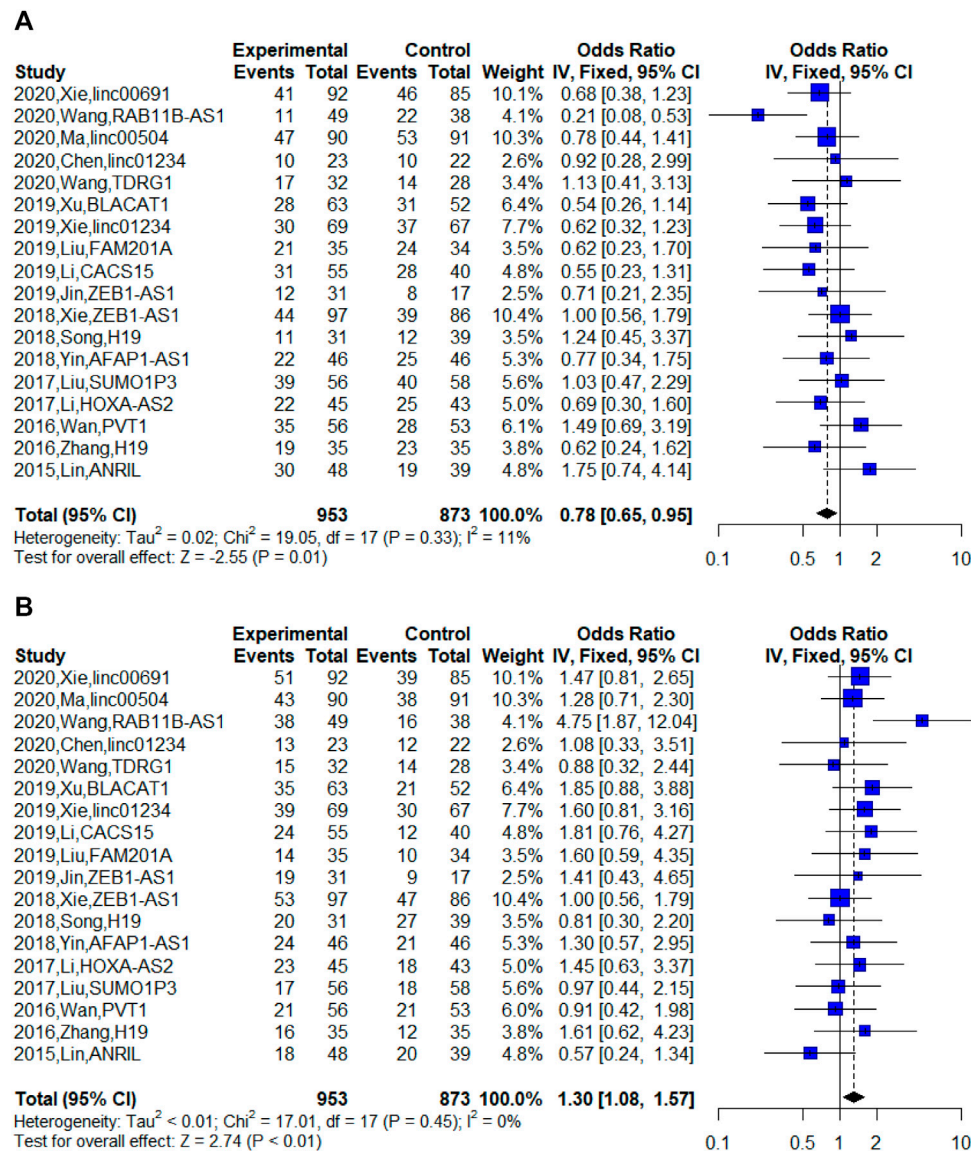 A
Experimental Control Odds Ratio Odds Ratio
Study Events Total Events Total Weight IV, Fixed, 95% CI IV, Fixed, 95% CI
2020,Xie,linc00691 41 92 46 85 10.1% 0.68 [0.38, 1.23]
2020,Wang,RAB11B-AS1 11 49 22 38 4.1% 0.21 [0.08, 0.53]
2020,Ma,linc00504 47 90 53 91 10.3% 0.78 [0.44, 1.41]
2020,Chen,linc01234 10 23 10 22 2.6% 0.92 [0.28, 2.99]
2020,Wang,TDRG1 17 32 14 28 3.4% 1.13 [0.41, 3.13]
2019,Xu,BLACAT1 28 63 31 52 6.4% 0.54 [0.26, 1.14]
2019,Xie,linc01234 30 69 37 67 7.7% 0.62 [0.32, 1.23]
2019,Liu,FAM201A 21 35 24 34 3.5% 0.62 [0.23, 1.70]
2019,Li,CACS15 31 55 28 40 4.8% 0.55 [0.23, 1.31]
2019,Jin,ZEB1-AS1 12 31 8 17 2.5% 0.71 [0.21, 2.35]
2018,Xie,ZEB1-AS1 44 97 39 86 10.4% 1.00 [0.56, 1.79]
2018,Song,H19 11 31 12 39 3.5% 1.24 [0.45, 3.37]
2018,Yin,AFAP1-AS1 22 46 25 46 5.3% 0.77 [0.34, 1.75]
2017,Liu,SUMO1P3 39 56 40 58 5.6% 1.03 [0.47, 2.29]
2017,Li,HOXA-AS2 22 45 25 43 5.0% 0.69 [0.30, 1.60]
2016,Wan,PVT1 35 56 28 53 6.1% 1.49 [0.69, 3.19]
2016,Zhang,H19 19 35 23 35 3.8% 0.62 [0.24, 1.62]
2015,Lin,ANRIL 30 48 19 39 4.8% 1.75 [0.74, 4.14]
Total (95% CI) 953 873 100.0% 0.78 [0.65, 0.95]
Heterogeneity: Tau² = 0.02; Chi² = 19.05, df = 17 (P = 0.33); I² = 11%
Test for overall effect: Z = -2.55 (P = 0.01)
0.1 0.5 1 2 10
B
Experimental Control Odds Ratio Odds Ratio
Study Events Total Events Total Weight IV, Fixed, 95% CI IV, Fixed, 95% CI
2020,Xie,linc00691 51 92 39 85 10.1% 1.47 [0.81, 2.65]
2020,Ma,linc00504 43 90 38 91 10.3% 1.28 [0.71, 2.30]
2020,Wang,RAB11B-AS1 38 49 16 38 4.1% 4.75 [1.87, 12.04]
2020,Chen,linc01234 13 23 12 22 2.6% 1.08 [0.33, 3.51]
2020,Wang,TDRG1 15 32 14 28 3.4% 0.88 [0.32, 2.44]
2019,Xu,BLACAT1 35 63 21 52 6.4% 1.85 [0.88, 3.88]
2019,Xie,linc01234 39 69 30 67 7.7% 1.60 [0.81, 3.16]
2019,Li,CACS15 24 55 12 40 4.8% 1.81 [0.76, 4.27]
2019,Liu,FAM201A 14 35 10 34 3.5% 1.60 [0.59, 4.35]
2019,Jin,ZEB1-AS1 19 31 9 17 2.5% 1.41 [0.43, 4.65]
2018,Xie,ZEB1-AS1 53 97 47 86 10.4% 1.00 [0.56, 1.79]
2018,Song,H19 20 31 27 39 3.5% 0.81 [0.30, 2.20]
2018,Yin,AFAP1-AS1 24 46 21 46 5.3% 1.30 [0.57, 2.95]
2017,Li,HOXA-AS2 23 45 18 43 5.0% 1.45 [0.63, 3.37]
2017,Liu,SUMO1P3 17 56 18 58 5.6% 0.97 [0.44, 2.15]
2016,Wan,PVT1 21 56 21 53 6.0% 0.91 [0.42, 1.98]
2016,Zhang,H19 16 35 12 35 3.8% 1.61 [0.62, 4.23]
2015,Lin,ANRIL 18 48 20 39 4.8% 0.57 [0.24, 1.34]
Total (95% CI) 953 873 100.0% 1.30 [1.08, 1.57]
Heterogeneity: Tau² < 0.01; Chi² = 17.01, df = 17 (P = 0.45); I² = 0%
Test for overall effect: Z = 2.74 (P < 0.01)
0.1 0.5 1 2 10